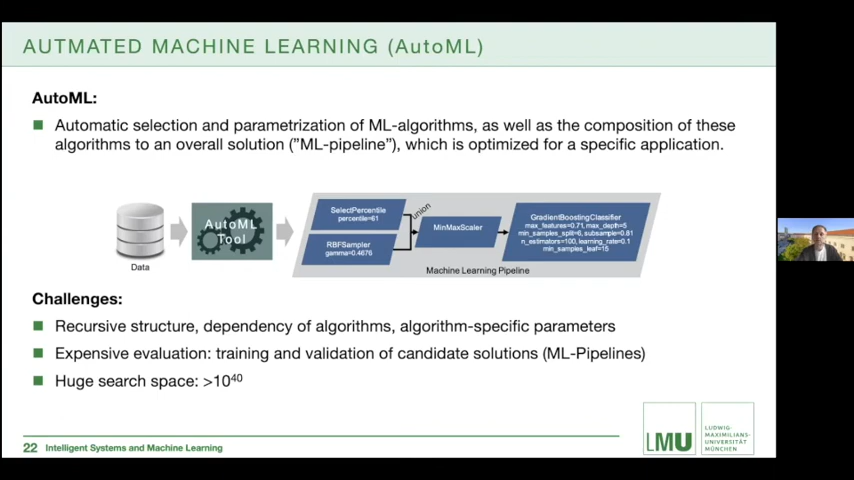 AUTMATED MACHINE LEARNING (AutoML)
AutoML:
Automatic selection and parametrization of ML-algorithms, as well as the composition of these
algorithms to an overall solution ("ML-pipeline"), which is optimized for a specific application.
Data
AutoML
Tool
SelectPercentile
percentile=61
RBFSampler
gamma=0.4676
union
MinMaxScaler
GradientBoostingClassifier
max_features=0.71, max_depth=5
min_samples_split=6, subsample=0.81
n_estimators=100, learning_rate=0.1
min_samples_leaf=15
Machine Learning Pipeline
Challenges:
Recursive structure, dependency of algorithms, algorithm-specific parameters
Expensive evaluation: training and validation of candidate solutions (ML-Pipelines)
Huge search space: >10⁴⁰
22 Intelligent Systems and Machine Learning
LMU
LUDWIG-
MAXIMILIANS-
UNIVERSITÄT
MÜNCHEN